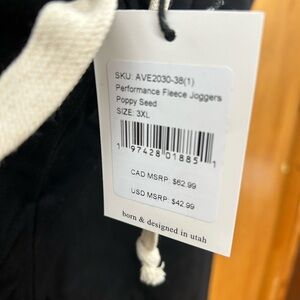 SKU: AVE2030-38(1)
Performance Fleece Joggers
Poppy Seed
SIZE: 3XL
1 97428 01885 1
CAD MSRP: $62.99
USD MSRP: $42.99
born & designed in utah